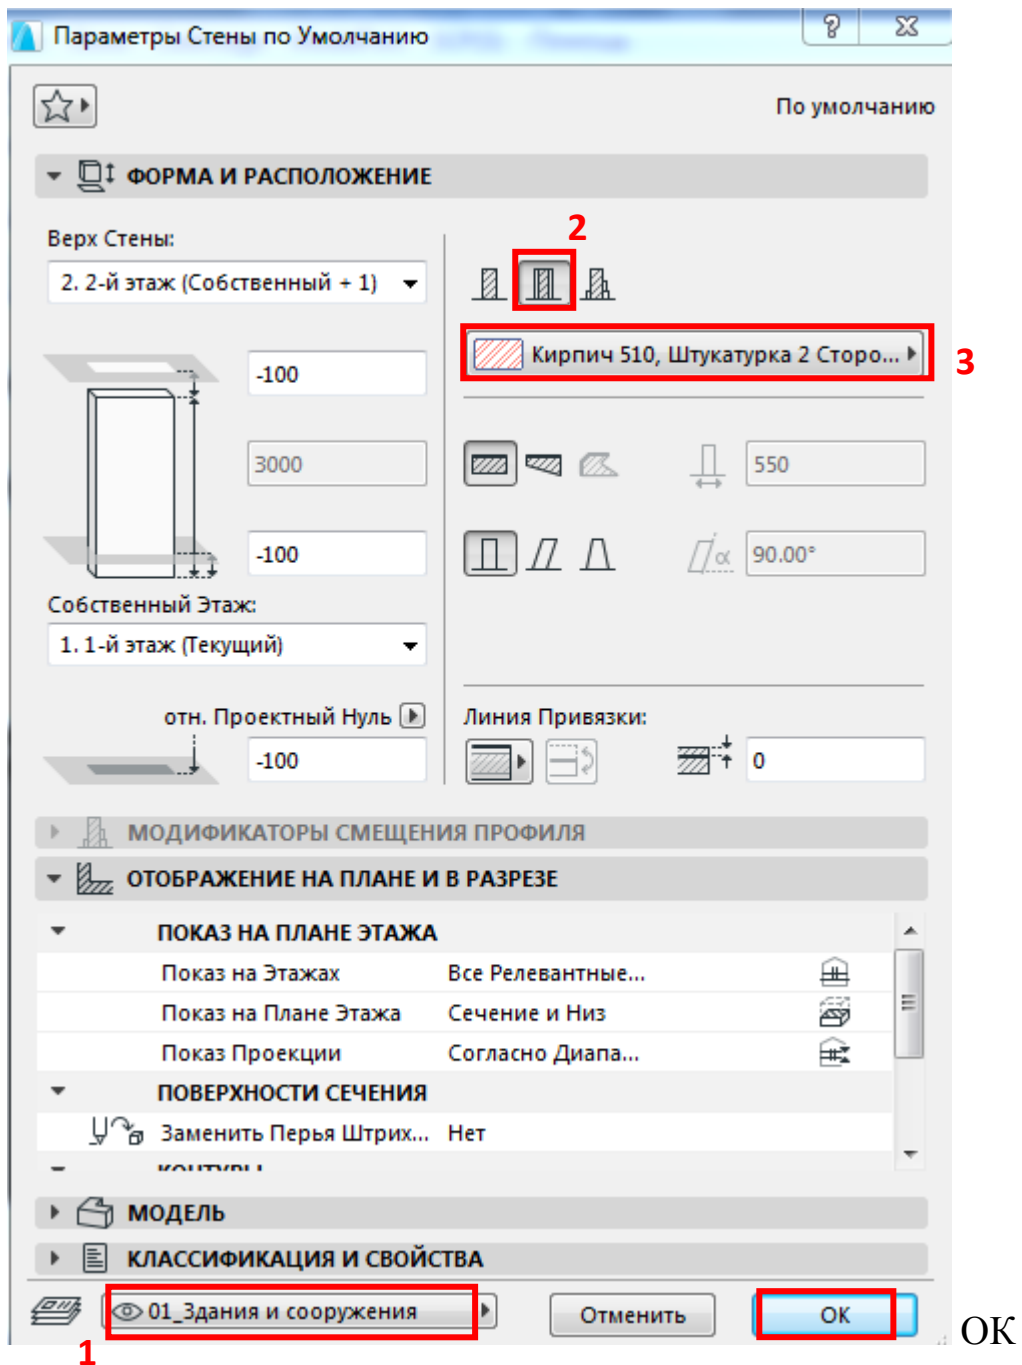 Параметры Стены по Умолчанию
По умолчанию
ФОРМА И РАСПОЛОЖЕНИЕ
Верх Стены:
2. 2-й этаж (Собственный + 1)
2
Кирпич 510, Штукатурка 2 Сторо...
3
-100
3000
550
-100
α
90.00°
Собственный Этаж:
1. 1-й этаж (Текущий)
отн. Проектный Нуль
Линия Привязки:
-100
0
МОДИФИКАТОРЫ СМЕЩЕНИЯ ПРОФИЛЯ
ОТОБРАЖЕНИЕ НА ПЛАНЕ И В РАЗРЕЗЕ
ПОКАЗ НА ПЛАНЕ ЭТАЖА
Показ на Этажах Все Релевантные...
Показ на Плане Этажа Сечение и Низ
Показ Проекции Согласно Диапа...
ПОВЕРХНОСТИ СЕЧЕНИЯ
Заменить Перья Штрих... Нет
КОНТУРЫ
МОДЕЛЬ
КЛАССИФИКАЦИЯ И СВОЙСТВА
01_Здания и сооружения
Отменить
ОК
ОК
1